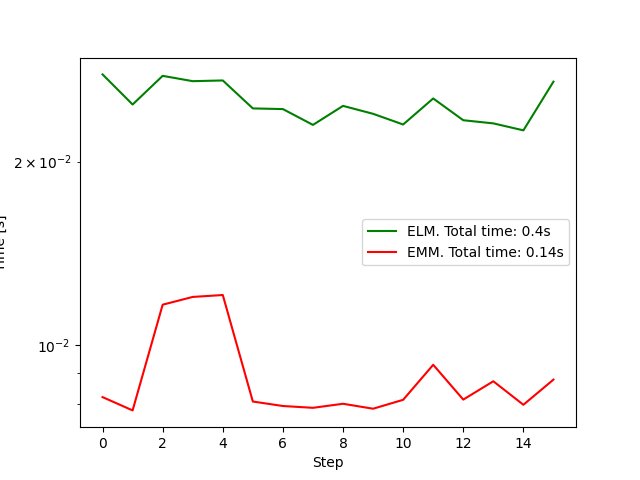 2 × 10⁻²
10⁻²
Time [s]
ELM. Total time: 0.4s
EMM. Total time: 0.14s
0 2 4 6 8 10 12 14
Step